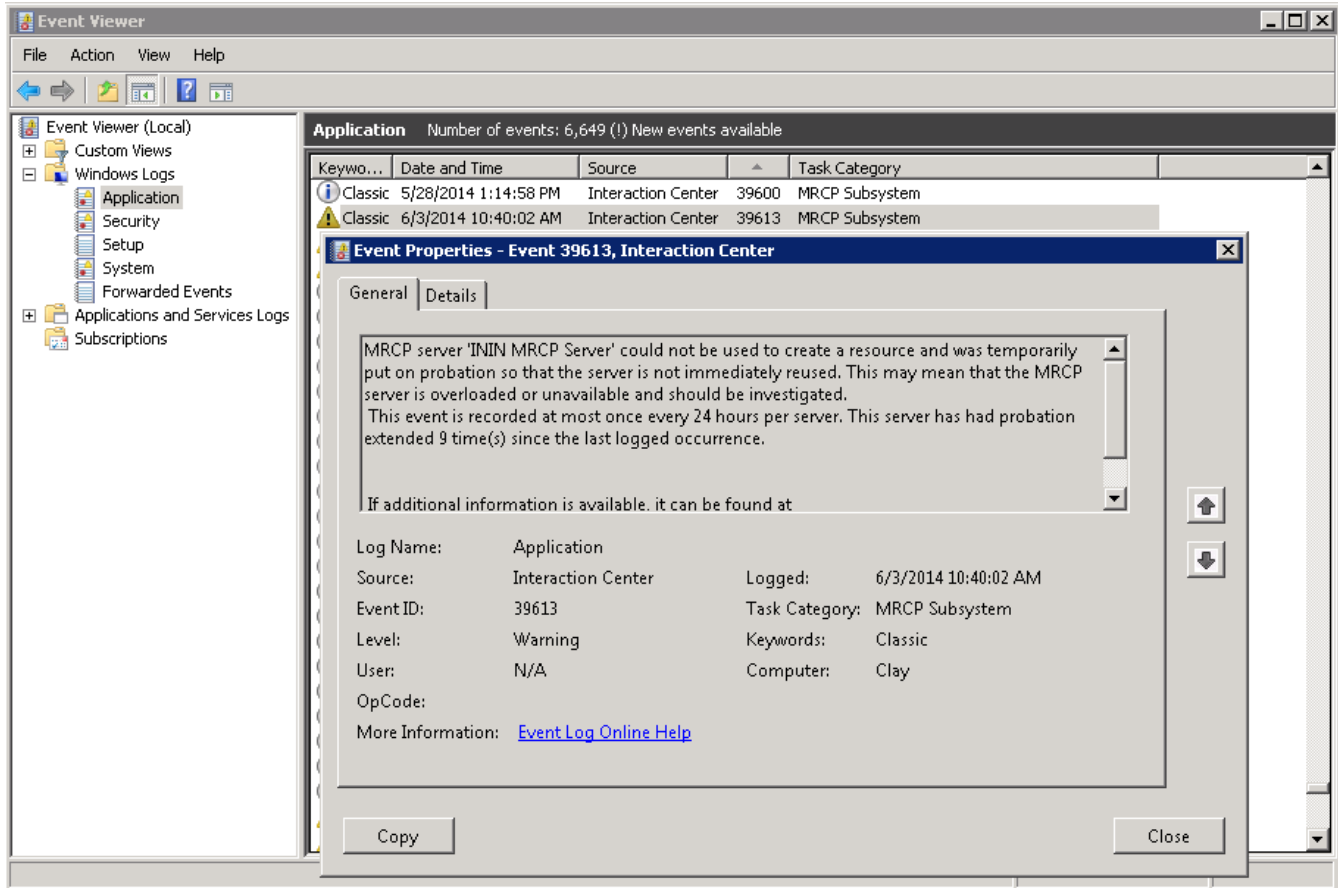 Event Viewer
File Action View Help
Event Viewer (Local)
Custom Views
Windows Logs
Application
Security
Setup
System
Forwarded Events
Applications and Services Logs
Subscriptions
Application Number of events: 6,649 (!) New events available
Keywo... Date and Time Source Task Category
Classic 5/28/2014 1:14:58 PM Interaction Center 39600 MRCP Subsystem
Classic 6/3/2014 10:40:02 AM Interaction Center 39613 MRCP Subsystem
Event Properties - Event 39613, Interaction Center
General Details
MRCP server 'ININ MRCP Server' could not be used to create a resource and was temporarily
put on probation so that the server is not immediately reused. This may mean that the MRCP
server is overloaded or unavailable and should be investigated.
This event is recorded at most once every 24 hours per server. This server has had probation
extended 9 time(s) since the last logged occurrence.
If additional information is available, it can be found at
Log Name: Application
Source: Interaction Center Logged: 6/3/2014 10:40:02 AM
Event ID: 39613 Task Category: MRCP Subsystem
Level: Warning Keywords: Classic
User: N/A Computer: Clay
OpCode:
More Information: Event Log Online Help
Copy Close